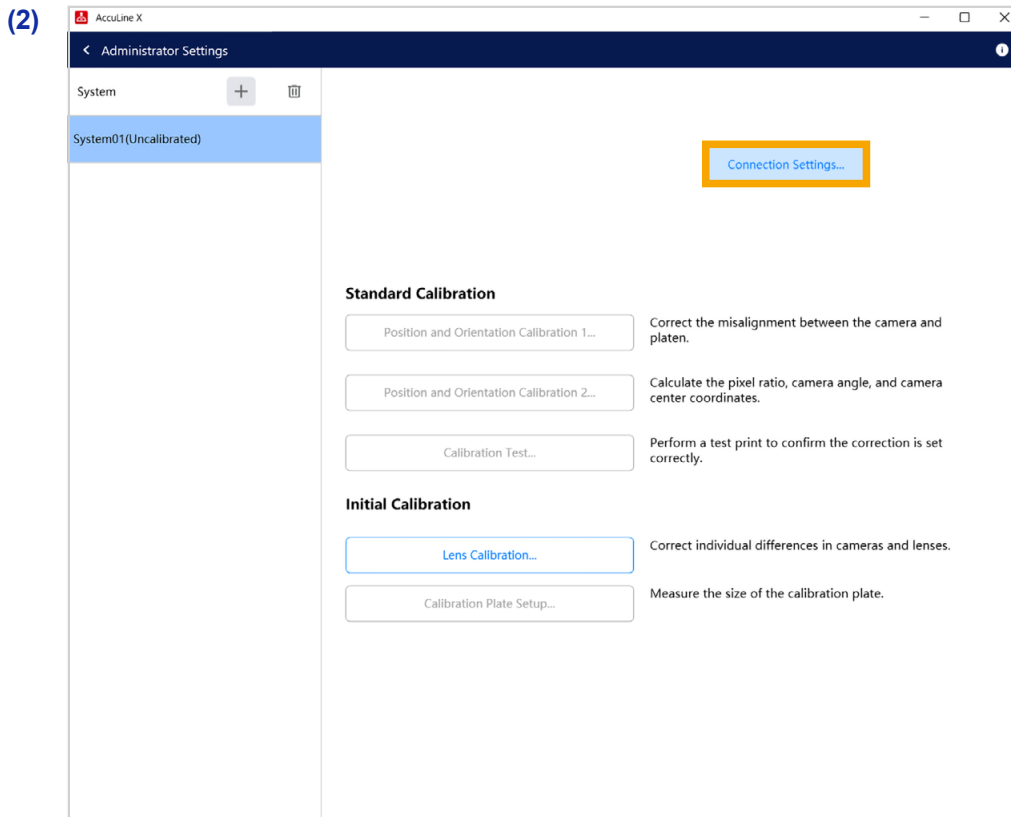 (2)
AccuLine X
Administrator Settings
System
System01(Uncalibrated)
Connection Settings...
Standard Calibration
Position and Orientation Calibration 1...
Correct the misalignment between the camera and
platen.
Position and Orientation Calibration 2...
Calculate the pixel ratio, camera angle, and camera
center coordinates.
Calibration Test...
Perform a test print to confirm the correction is set
correctly.
Initial Calibration
Lens Calibration...
Correct individual differences in cameras and lenses.
Calibration Plate Setup...
Measure the size of the calibration plate.